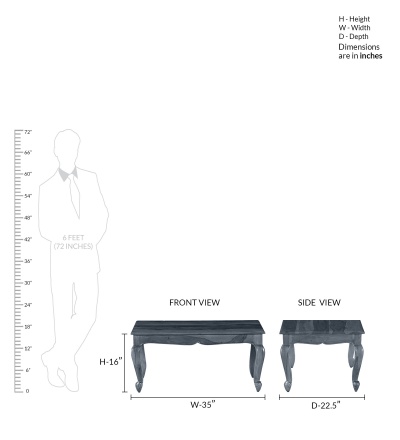 H - Height
W - Width
D - Depth
Dimensions
are in inches
72"
66"
60"
54"
48"
42"
36"
30"
24"
18"
12"
6"
0
6 FEET
(72 INCHES)
FRONT VIEW
SIDE VIEW
H-16"
W-35"
D-22.5"